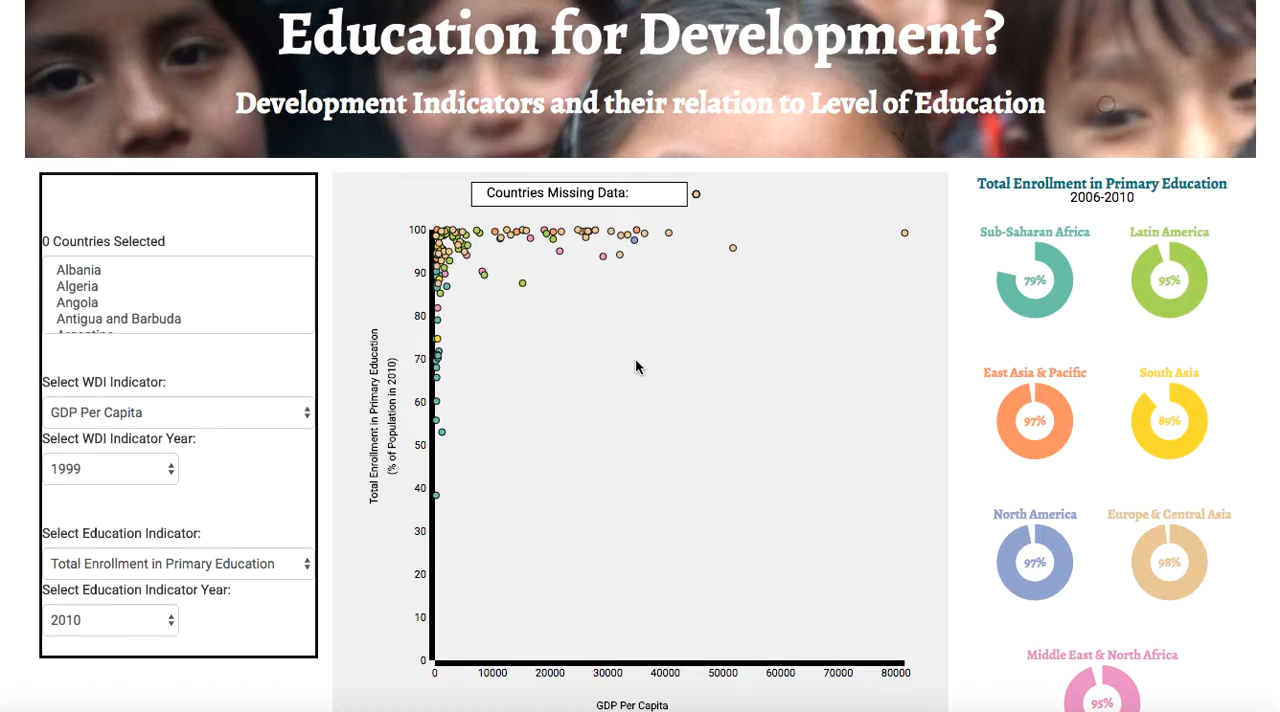 Education for Development?
Development Indicators and their relation to Level of Education
0 Countries Selected
Albania
Algeria
Angola
Antigua and Barbuda
Select WDI Indicator:
GDP Per Capita
Select WDI Indicator Year:
1999
Select Education Indicator:
Total Enrollment in Primary Education
Select Education Indicator Year:
2010
Countries Missing Data:
Total Enrollment in Primary Education
(% of Population in 2010)
100
90
80
70
60
50
40
30
20
10
0
0 10000 20000 30000 40000 50000 60000 70000 80000
GDP Per Capita
Total Enrollment in Primary Education
2006-2010
Sub-Saharan Africa Latin America
79% 95%
East Asia & Pacific South Asia
97% 89%
North America Europe & Central Asia
97% 98%
Middle East & North Africa
95%